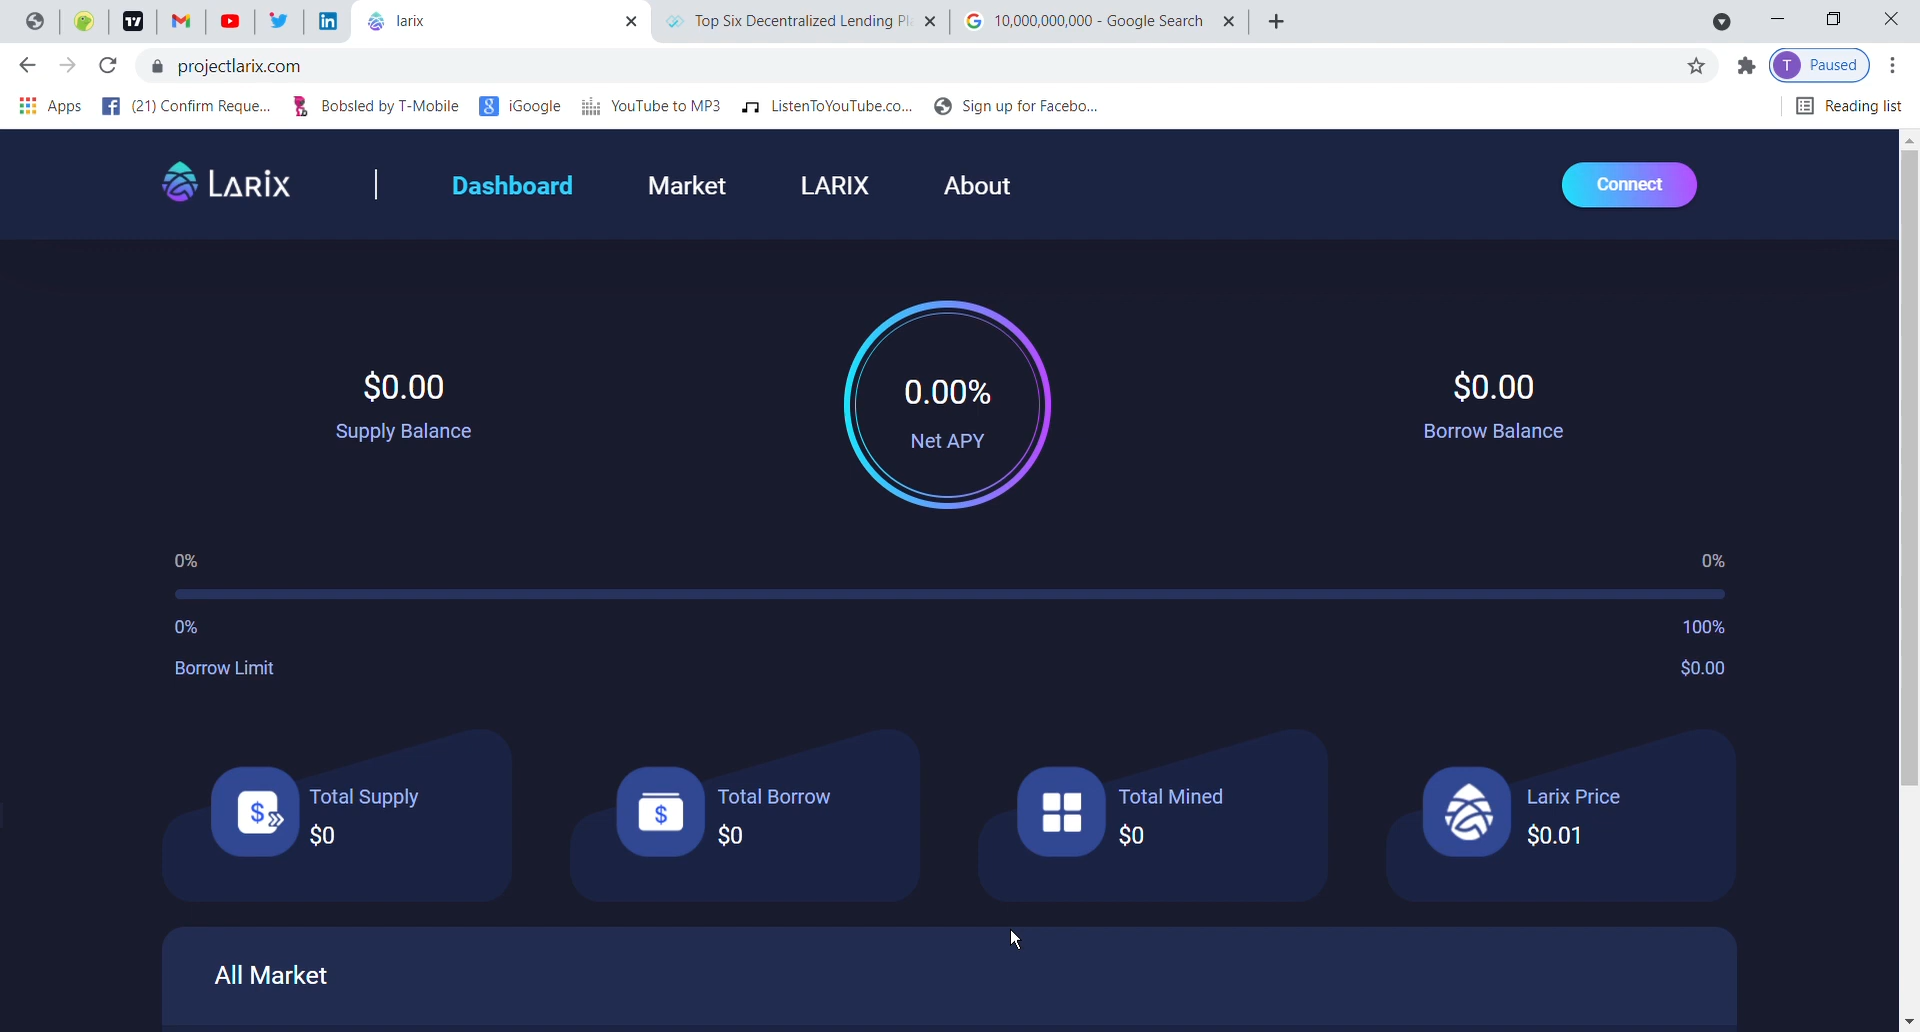 larix
Top Six Decentralized Lending Pl
10,000,000,000 - Google Search
projectlarix.com
T Paused
Apps
(21) Confirm Reque...
Bobsled by T-Mobile
iGoogle
YouTube to MP3
ListenToYouTube.co...
Sign up for Facebo...
Reading list
LARIX
Dashboard
Market
LARIX
About
Connect
$0.00
Supply Balance
0.00%
Net APY
$0.00
Borrow Balance
0%
0%
0%
100%
Borrow Limit
$0.00
Total Supply
$0
Total Borrow
$0
Total Mined
$0
Larix Price
$0.01
All Market